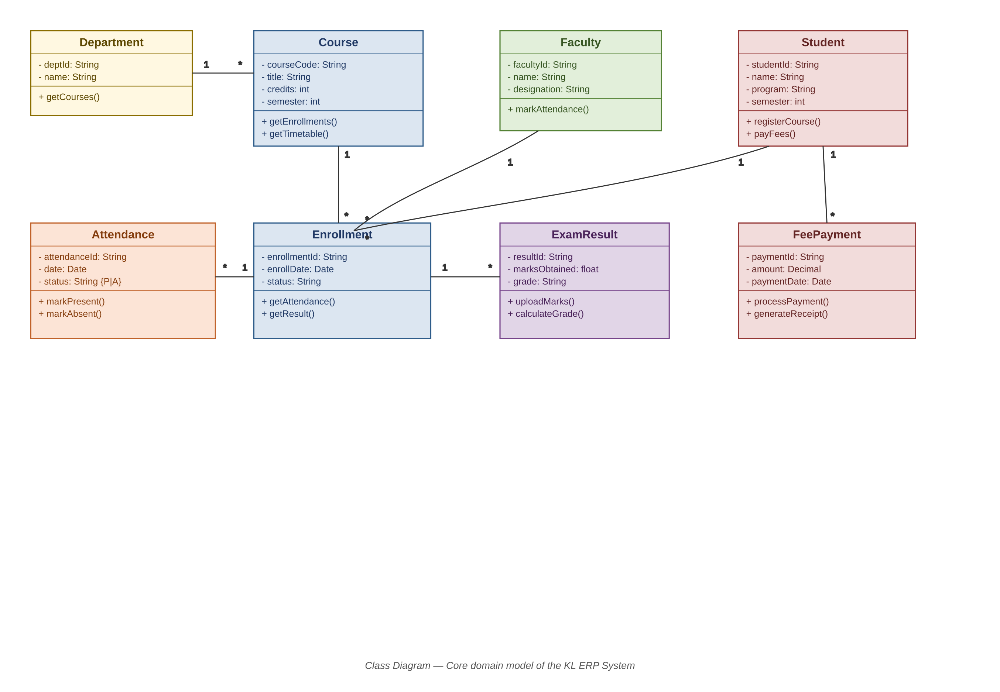 Department
- deptId: String
- name: String
+ getCourses()
1
*
Course
- courseCode: String
- title: String
- credits: int
- semester: int
+ getEnrollments()
+ getTimetable()
Faculty
- facultyId: String
- name: String
- designation: String
+ markAttendance()
Student
- studentId: String
- name: String
- program: String
- semester: int
+ registerCourse()
+ payFees()
1
1
1
1
*
*
*
*
Attendance
- attendanceId: String
- date: Date
- status: String {P|A}
+ markPresent()
+ markAbsent()
*
1
Enrollment
- enrollmentId: String
- enrollDate: Date
- status: String
+ getAttendance()
+ getResult()
1
*
ExamResult
- resultId: String
- marksObtained: float
- grade: String
+ uploadMarks()
+ calculateGrade()
FeePayment
- paymentId: String
- amount: Decimal
- paymentDate: Date
+ processPayment()
+ generateReceipt()
Class Diagram — Core domain model of the KL ERP System